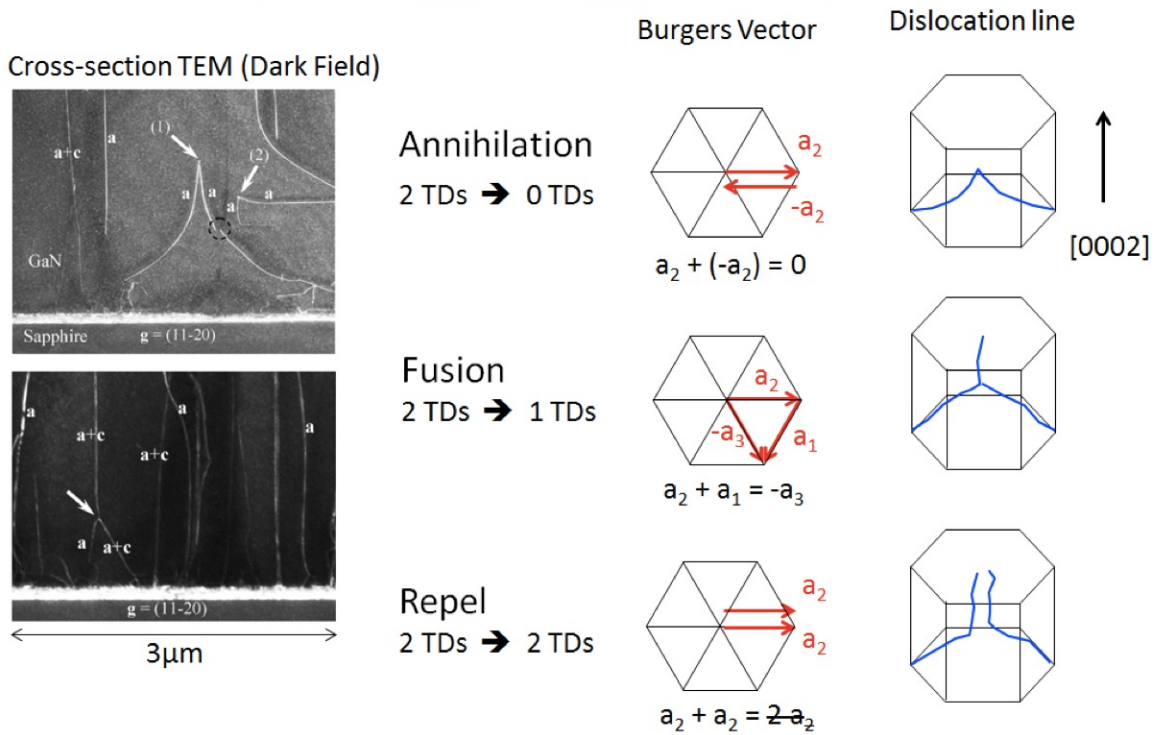 Cross-section TEM (Dark Field)
a+c
a
(1)
(2)
a
a
a
a
GaN
Sapphire
g = (11-20)
a
a+c
a
a+c
a
a
a+c
g = (11-20)
3μm
Burgers Vector
Dislocation line
Annihilation
2 TDs ➔ 0 TDs
a₂
-a₂
a₂ + (-a₂) = 0
[0002]
Fusion
2 TDs ➔ 1 TDs
a₂
-a₃
a₁
a₂ + a₁ = -a₃
Repel
2 TDs ➔ 2 TDs
a₂
a₂
a₂ + a₂ = 2 a₂